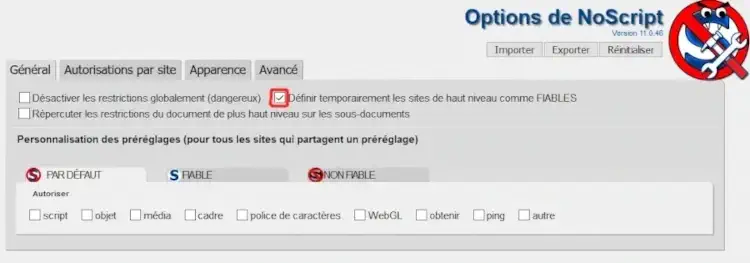 Options de NoScript
Version 11.0.46
Importer Exporter Réinitialiser
Général Autorisations par site Apparence Avancé
Désactiver les restrictions globalement (dangereux) Définir temporairement les sites de haut niveau comme FIABLES
Répercuter les restrictions du document de plus haut niveau sur les sous-documents
Personnalisation des préréglages (pour tous les sites qui partagent un préréglage)
PAR DÉFAUT FIABLE NON FIABLE
Autoriser
script objet média cadre police de caractères WebGL obtenir ping autre